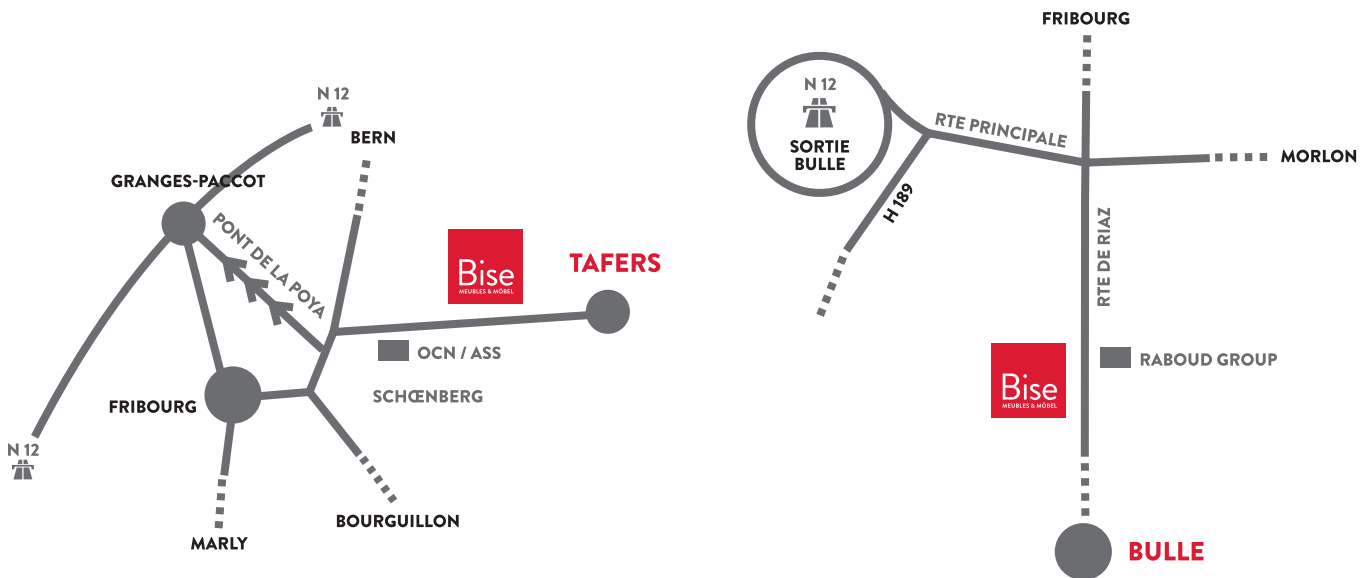 N 12
BERN
GRANGES-PACCOT
PONT DE LA POYA
Bise
MEUBLES & MÖBEL
TAFERS
OCN / ASS
SCHŒNBERG
FRIBOURG
N 12
BOURGUILLON
MARLY
FRIBOURG
N 12
SORTIE
BULLE
RTE PRINCIPALE
MORLON
H 189
RTE DE RIAZ
Bise
MEUBLES & MÖBEL
RABOUD GROUP
BULLE